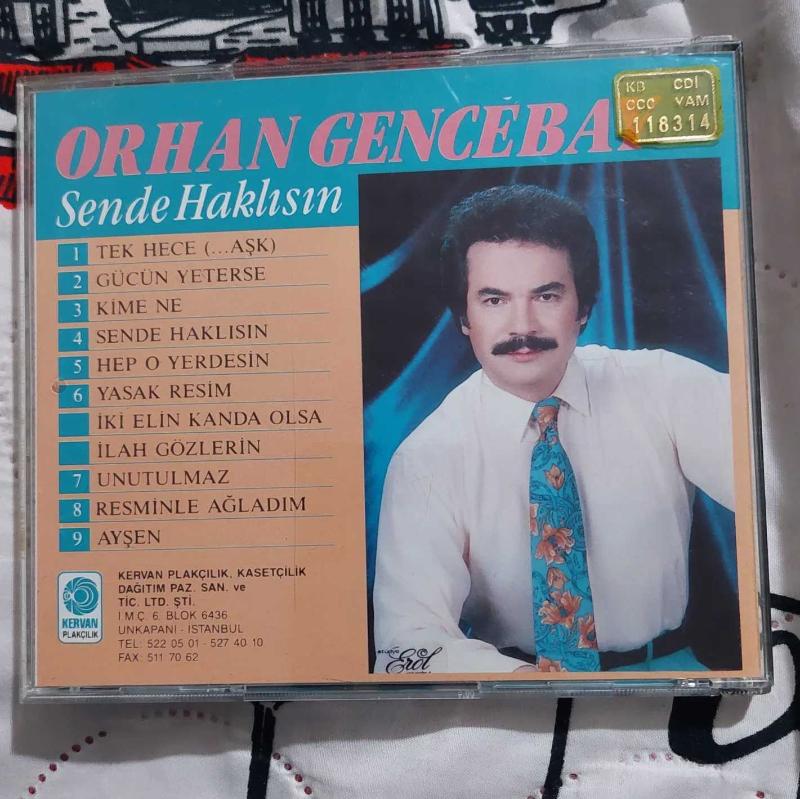 ORHAN GENCEBA
KB CDİ
CCC VAM
118314
Sende Haklısın
1 TEK HECE (...AŞK)
2 GÜCÜN YETERSE
3 KİME NE
4 SENDE HAKLISIN
5 HEP O YERDESİN
6 YASAK RESİM
İKİ ELİN KANDA OLSA
İLAH GÖZLERİN
7 UNUTULMAZ
8 RESMİNLE AĞLADIM
9 AYŞEN
KERVAN PLAKÇILIK, KASETÇİLİK
DAĞITIM PAZ. SAN. ve
TİC. LTD. ŞTİ.
İ.M.Ç. 6. BLOK 6436
UNKAPANI - İSTANBUL
TEL: 522 05 01 - 527 40 10
FAX: 511 70 62
KERVAN
PLAKÇILIK
Erol